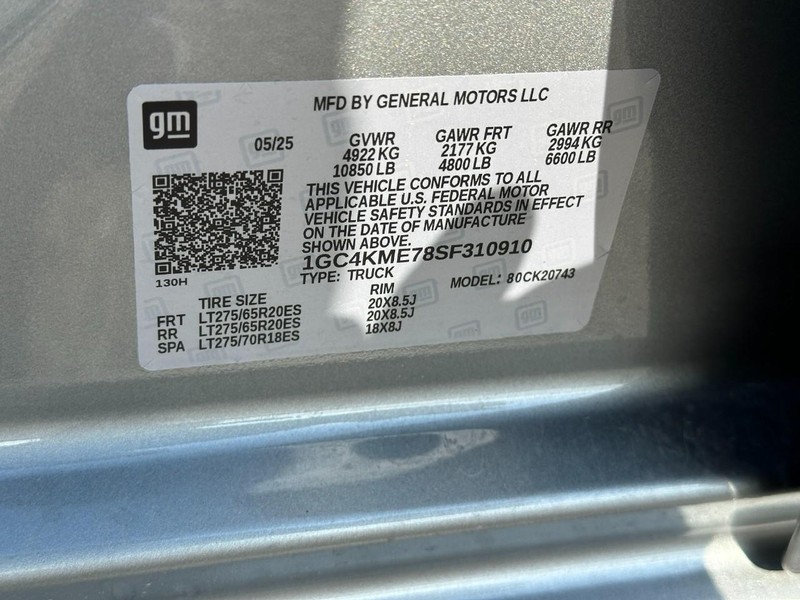 MFD BY GENERAL MOTORS LLC
gm
05/25 GVWR GAWR FRT GAWR RR
4922 KG 2177 KG 2994 KG
10850 LB 4800 LB 6600 LB
THIS VEHICLE CONFORMS TO ALL
APPLICABLE U.S. FEDERAL MOTOR
VEHICLE SAFETY STANDARDS IN EFFECT
ON THE DATE OF MANUFACTURE
SHOWN ABOVE.
1GC4KME78SF310910
TYPE: TRUCK MODEL: 80CK20743
130H
TIRE SIZE RIM
FRT LT275/65R20ES 20X8.5J
RR LT275/65R20ES 20X8.5J
SPA LT275/70R18ES 18X8J